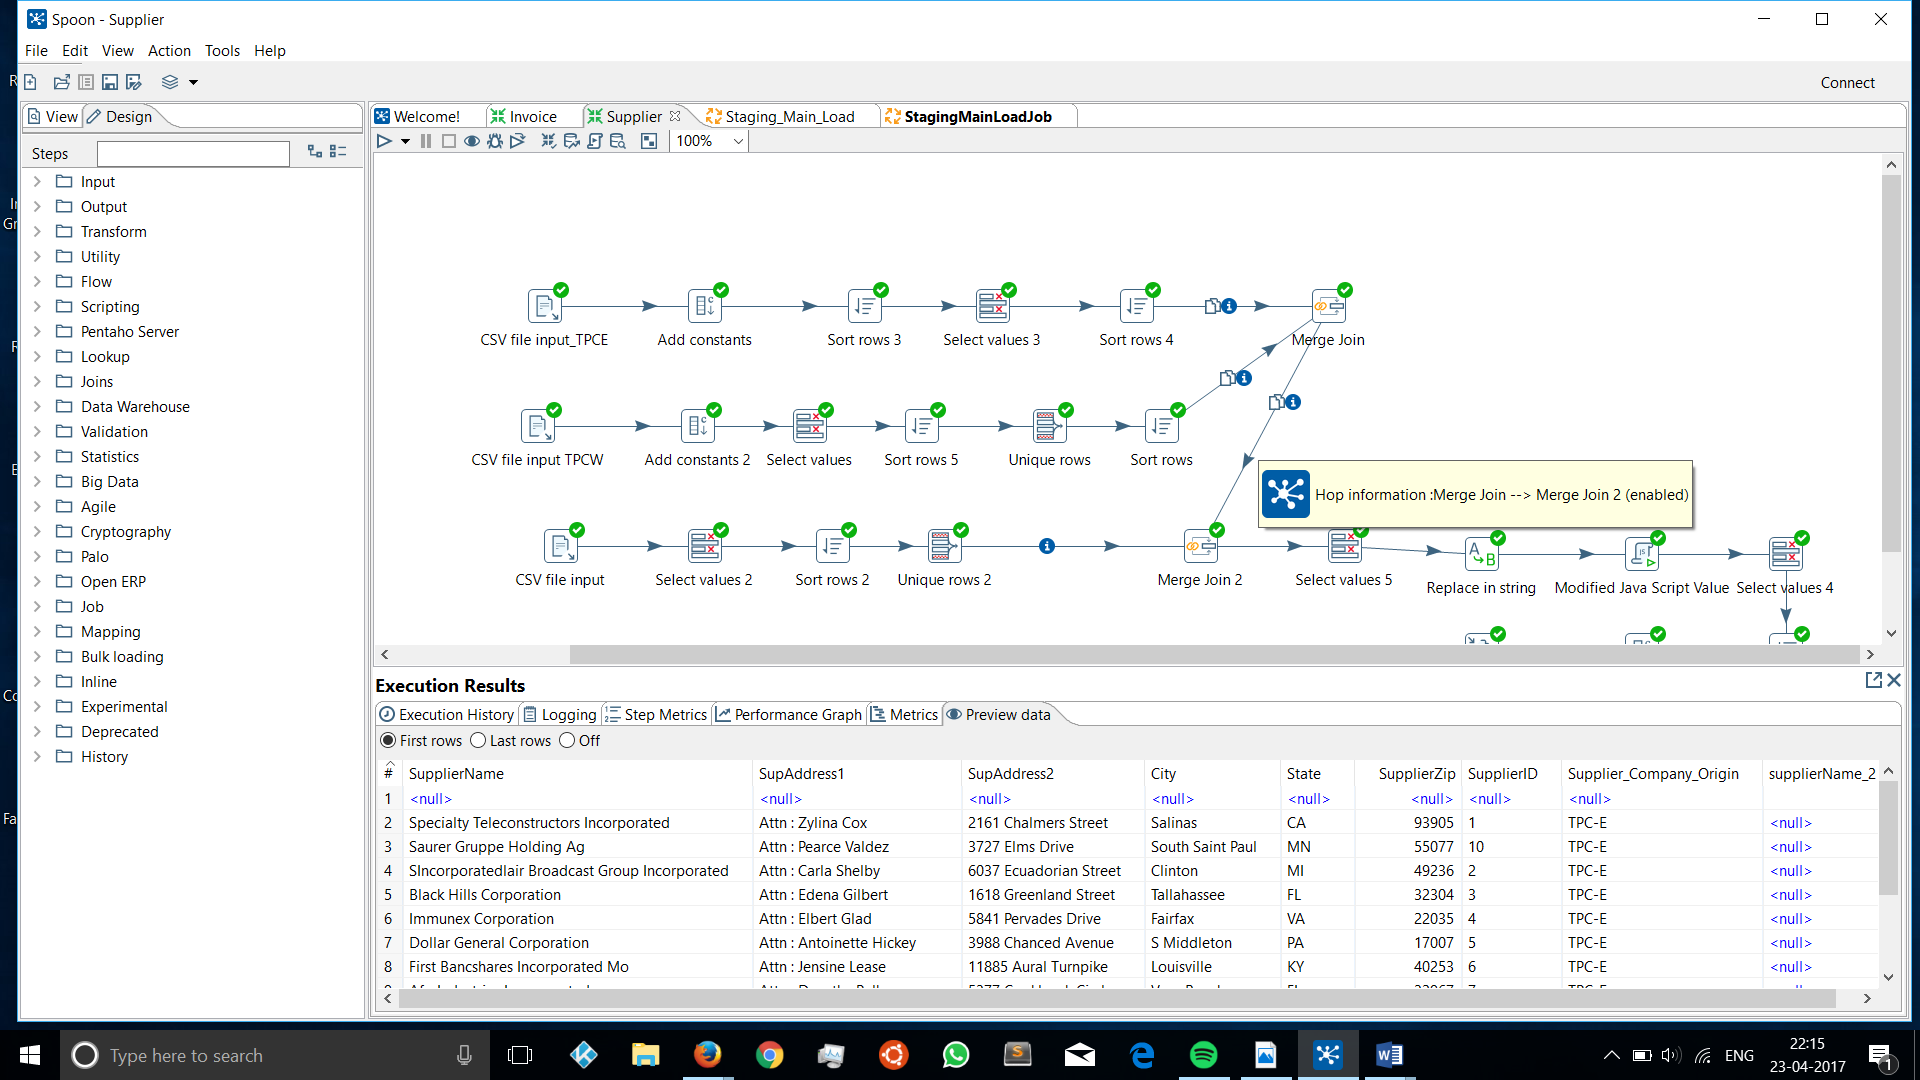 Spoon - Supplier
File Edit View Action Tools Help
Connect
View Design
Welcome! Invoice Supplier Staging_Main_Load StagingMainLoadJob
100%
Steps
Input
Output
Transform
Utility
Flow
Scripting
Pentaho Server
Lookup
Joins
Data Warehouse
Validation
Statistics
Big Data
Agile
Cryptography
Palo
Open ERP
Job
Mapping
Bulk loading
Inline
Experimental
Deprecated
History
CSV file input_TPCE Add constants Sort rows 3 Select values 3 Sort rows 4 Merge Join
CSV file input TPCW Add constants 2 Select values Sort rows 5 Unique rows Sort rows
Hop information :Merge Join --> Merge Join 2 (enabled)
CSV file input Select values 2 Sort rows 2 Unique rows 2 Merge Join 2 Select values 5 Replace in string Modified Java Script Value Select values 4
Execution Results
Execution History Logging Step Metrics Performance Graph Metrics Preview data
First rows Last rows Off
# SupplierName SupAddress1 SupAddress2 City State SupplierZip SupplierID Supplier_Company_Origin supplierName_2
1 <null> <null> <null> <null> <null> <null> <null> <null>
2 Specialty Teleconstructors Incorporated Attn : Zylina Cox 2161 Chalmers Street Salinas CA 93905 1 TPC-E <null>
3 Saurer Gruppe Holding Ag Attn : Pearce Valdez 3727 Elms Drive South Saint Paul MN 55077 10 TPC-E <null>
4 SIncorporatedlair Broadcast Group Incorporated Attn : Carla Shelby 6037 Ecuadorian Street Clinton MI 49236 2 TPC-E <null>
5 Black Hills Corporation Attn : Edena Gilbert 1618 Greenland Street Tallahassee FL 32304 3 TPC-E <null>
6 Immunex Corporation Attn : Elbert Glad 5841 Pervades Drive Fairfax VA 22035 4 TPC-E <null>
7 Dollar General Corporation Attn : Antoinette Hickey 3988 Chanced Avenue S Middleton PA 17007 5 TPC-E <null>
8 First Bancshares Incorporated Mo Attn : Jensine Lease 11885 Aural Turnpike Louisville KY 40253 6 TPC-E <null>
Type here to search
ENG
22:15
23-04-2017
1